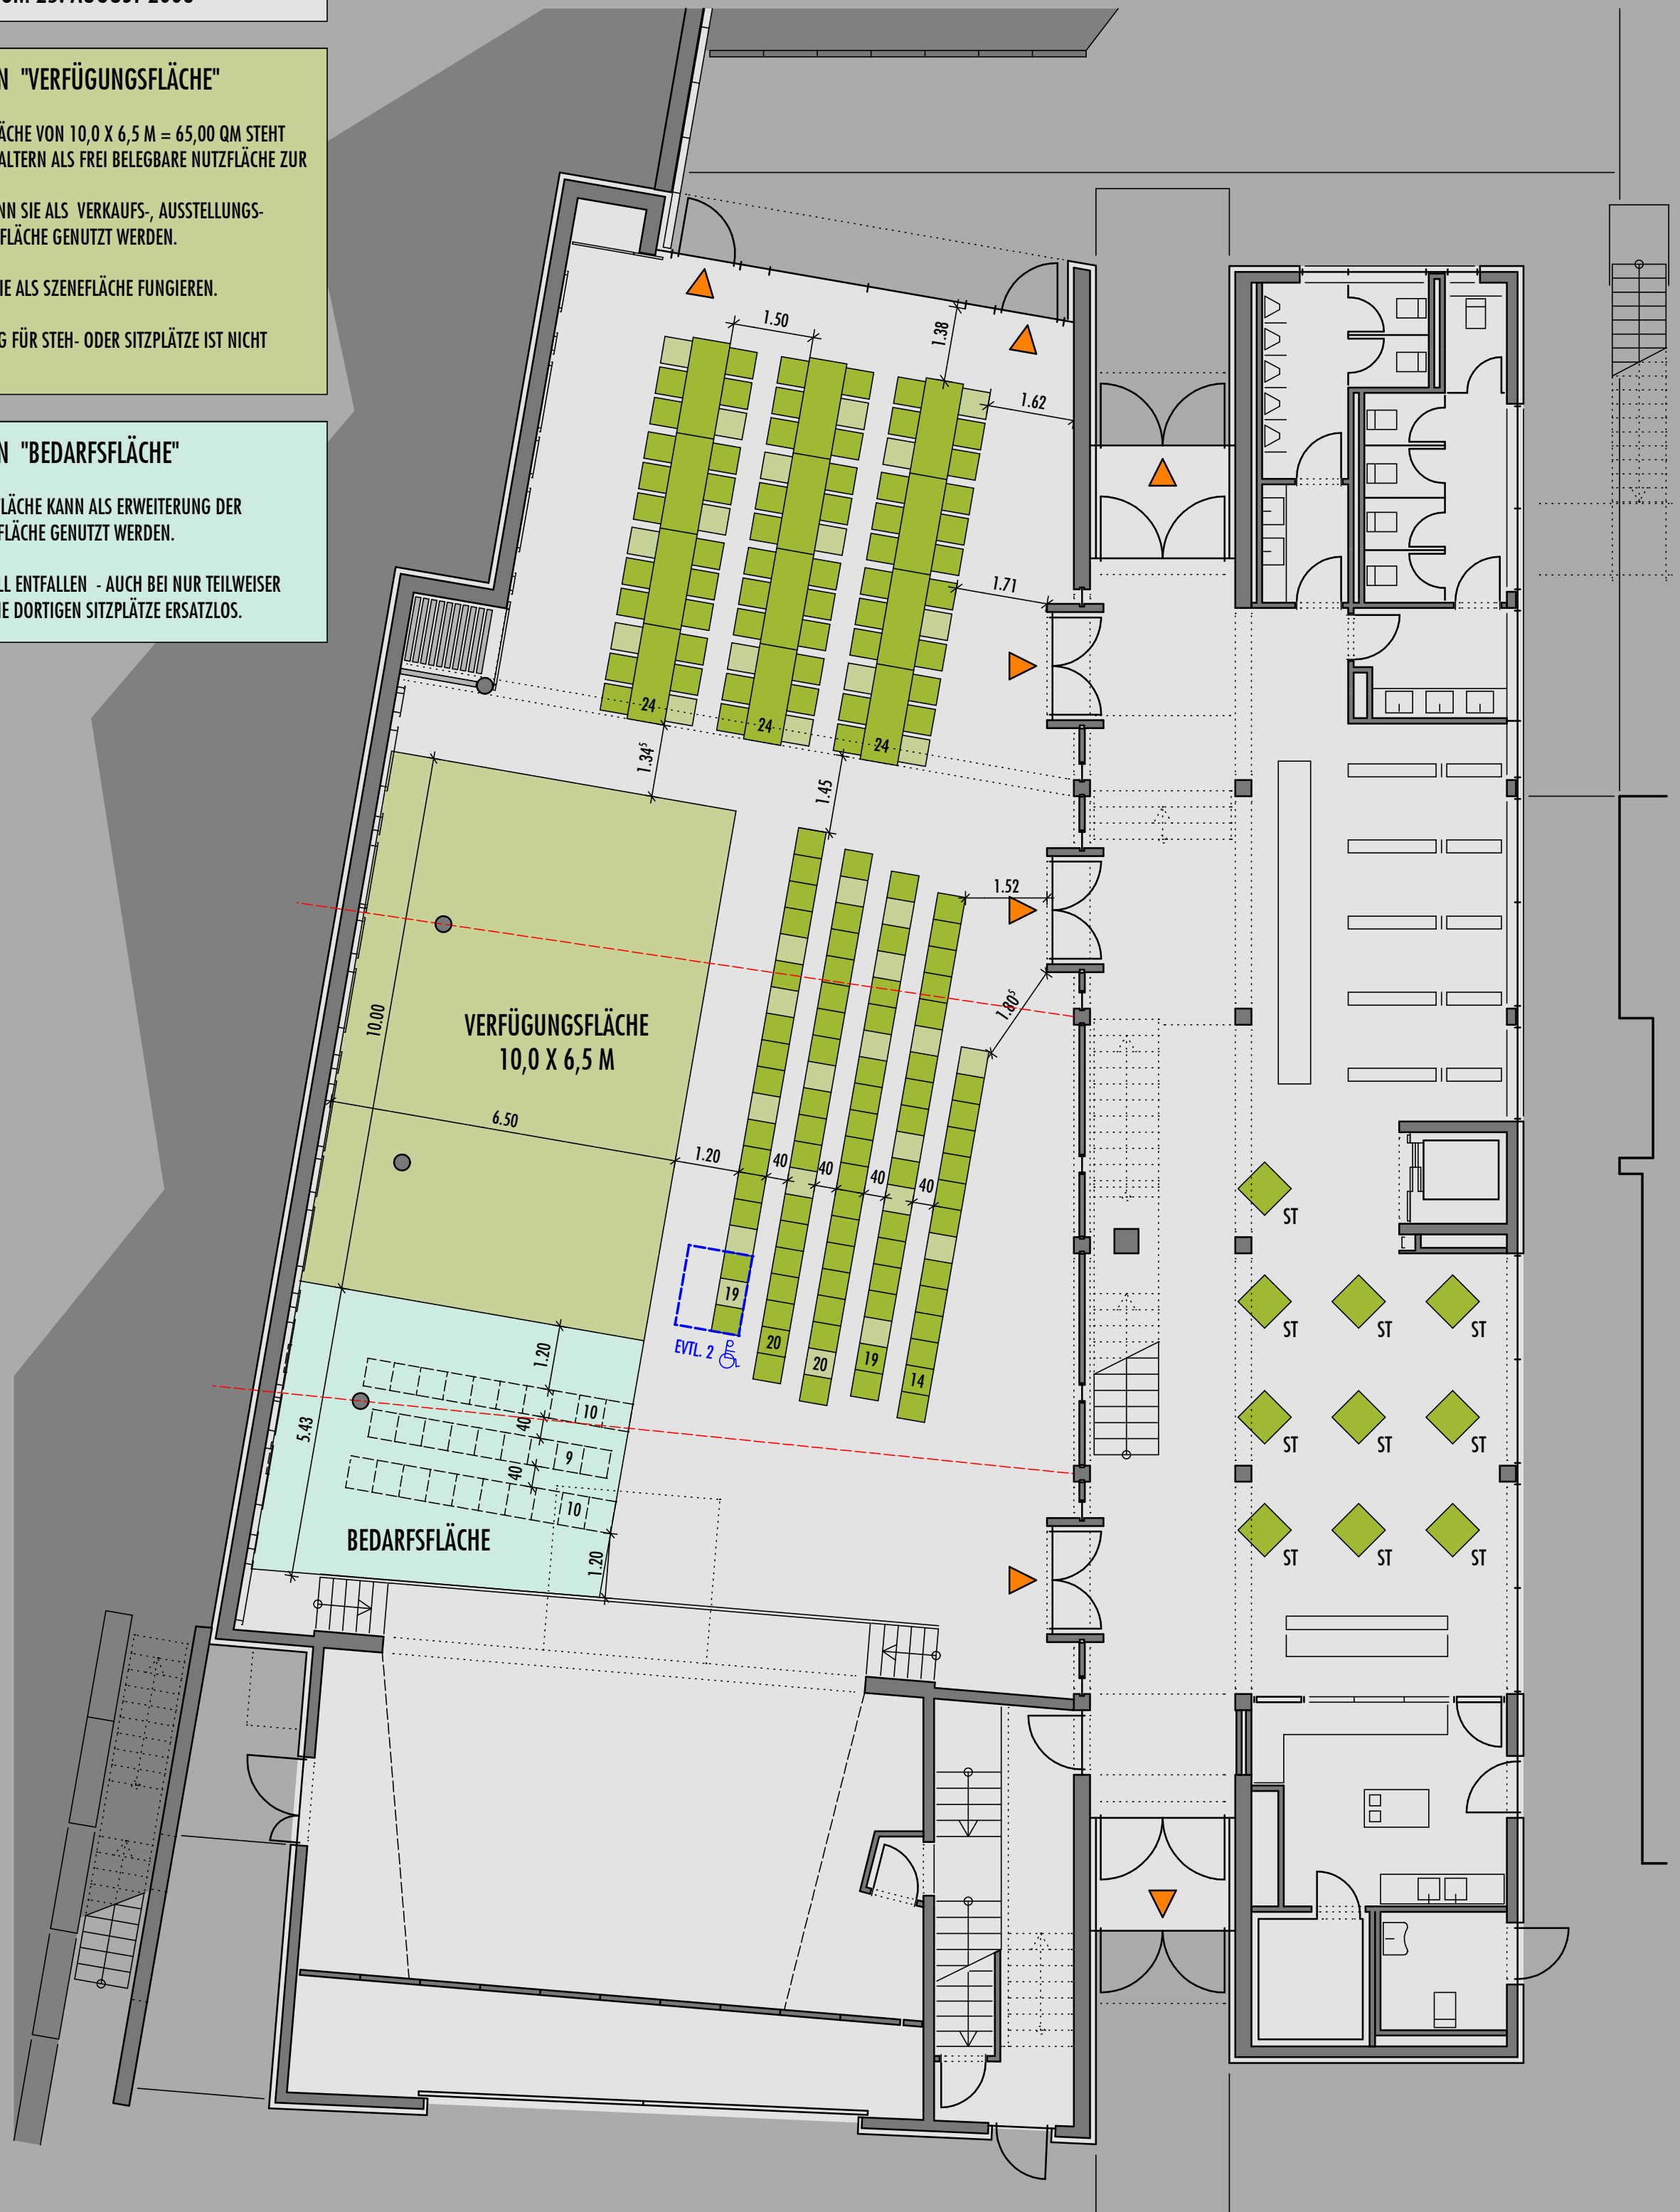 N "VERFÜGUNGSFLÄCHE"
ÄCHE VON 10,0 X 6,5 M = 65,00 QM STEHT
ALTERN ALS FREI BELEGBARE NUTZFLÄCHE ZUR
NN SIE ALS VERKAUFS-, AUSSTELLUNGS-
FLÄCHE GENUTZT WERDEN.
IE ALS SZENEFLÄCHE FUNGIEREN.
G FÜR STEH- ODER SITZPLÄTZE IST NICHT
N "BEDARFSFLÄCHE"
FLÄCHE KANN ALS ERWEITERUNG DER
FLÄCHE GENUTZT WERDEN.
LL ENTFALLEN - AUCH BEI NUR TEILWEISER
IE DORTIGEN SITZPLÄTZE ERSATZLOS.
1.50
1.38
1.62
1.71
24
24
24
1.34⁵
1.45
1.52
1.80⁵
10.00
VERFÜGUNGSFLÄCHE
10,0 X 6,5 M
6.50
1.20
40
40
40
40
19
20
20
19
14
EVTL. 2
1.20
5.43
10
40
9
40
10
BEDARFSFLÄCHE
1.20
ST
ST
ST
ST
ST
ST
ST
ST
ST
ST